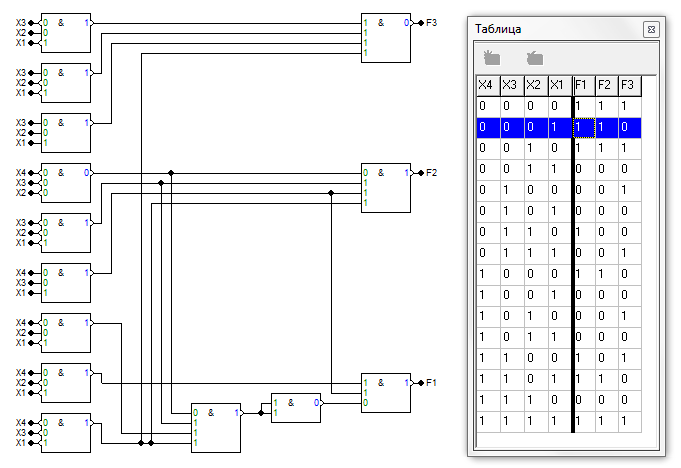 X3 0 & 1
X2 0
X1 1
1 & 0 F3
1
1
1
X3 0 & 1
X2 0
X1 1
X3 0 & 1
X2 0
X1 1
X4 0 & 0
X3 0
X2 0
0 & 1 F2
1
1
1
X3 0 & 1
X2 0
X1 1
X4 0 & 1
X3 0
X1 1
X4 0 & 1
X2 0
X1 1
X4 0 & 1
X2 0
X1 1
1 & 1 F1
1
0
X4 0 & 1
X3 0
X1 1
0 & 1
1
1
1
1 & 0
1
Таблица
X4 X3 X2 X1 F1 F2 F3
0 0 0 0 1 1 1
0 0 0 1 1 1 0
0 0 1 0 1 1 1
0 0 1 1 0 0 0
0 1 0 0 0 0 1
0 1 0 1 0 0 0
0 1 1 0 1 0 0
0 1 1 1 0 0 1
1 0 0 0 1 1 0
1 0 0 1 0 0 0
1 0 1 0 0 0 1
1 0 1 1 0 0 0
1 1 0 0 0 0 1
1 1 0 1 1 1 0
1 1 1 0 1 0 0
1 1 1 1 1 1 1